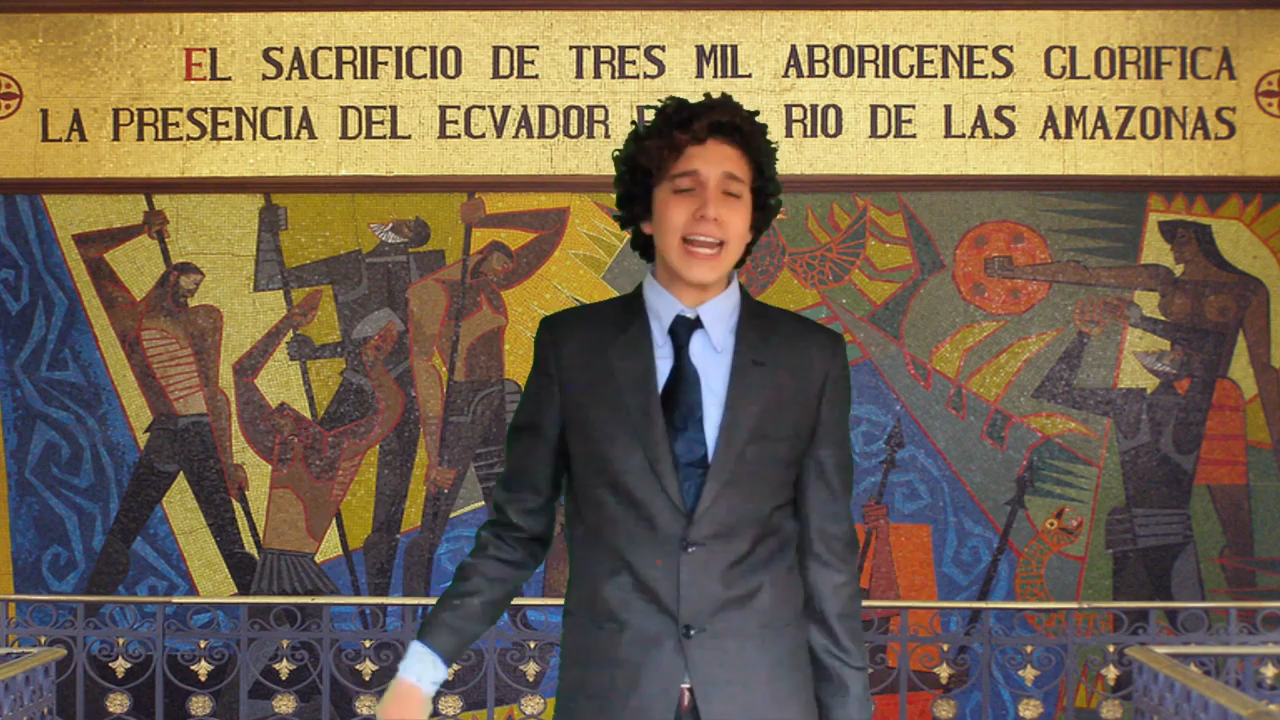 EL SACRIFICIO DE TRES MIL ABORIGENES GLORIFICA
LA PRESENCIA DEL ECVADOR RIO DE LAS AMAZONAS